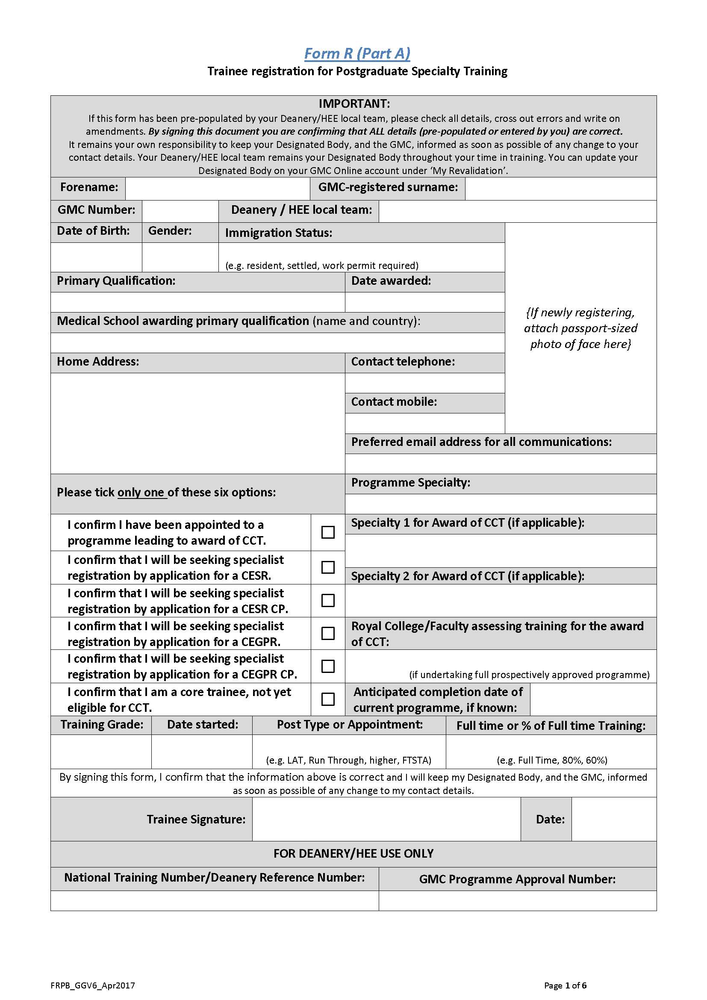 Form R (Part A)
Trainee registration for Postgraduate Specialty Training
IMPORTANT:
If this form has been pre-populated by your Deanery/HEE local team, please check all details, cross out errors and write on
amendments. By signing this document you are confirming that ALL details (pre-populated or entered by you) are correct.
It remains your own responsibility to keep your Designated Body, and the GMC, informed as soon as possible of any change to your
contact details. Your Deanery/HEE local team remains your Designated Body throughout your time in training. You can update your
Designated Body on your GMC Online account under ‘My Revalidation’.
Forename: GMC-registered surname:
GMC Number: Deanery / HEE local team:
Date of Birth: Gender: Immigration Status:
(e.g. resident, settled, work permit required)
Primary Qualification: Date awarded:
{If newly registering,
attach passport-sized
photo of face here}
Medical School awarding primary qualification (name and country):
Home Address: Contact telephone:
Contact mobile:
Preferred email address for all communications:
Please tick only one of these six options:
Programme Specialty:
I confirm I have been appointed to a
programme leading to award of CCT.
Specialty 1 for Award of CCT (if applicable):
I confirm that I will be seeking specialist
registration by application for a CESR.
Specialty 2 for Award of CCT (if applicable):
I confirm that I will be seeking specialist
registration by application for a CESR CP.
I confirm that I will be seeking specialist
registration by application for a CEGPR.
Royal College/Faculty assessing training for the award
of CCT:
I confirm that I will be seeking specialist
registration by application for a CEGPR CP.
(if undertaking full prospectively approved programme)
I confirm that I am a core trainee, not yet
eligible for CCT.
Anticipated completion date of
current programme, if known:
Training Grade: Date started: Post Type or Appointment: Full time or % of Full time Training:
(e.g. LAT, Run Through, higher, FTSTA) (e.g. Full Time, 80%, 60%)
By signing this form, I confirm that the information above is correct and I will keep my Designated Body, and the GMC, informed
as soon as possible of any change to my contact details.
Trainee Signature: Date:
FOR DEANERY/HEE USE ONLY
National Training Number/Deanery Reference Number: GMC Programme Approval Number:
FRPB_GGV6_Apr2017 Page 1 of 6